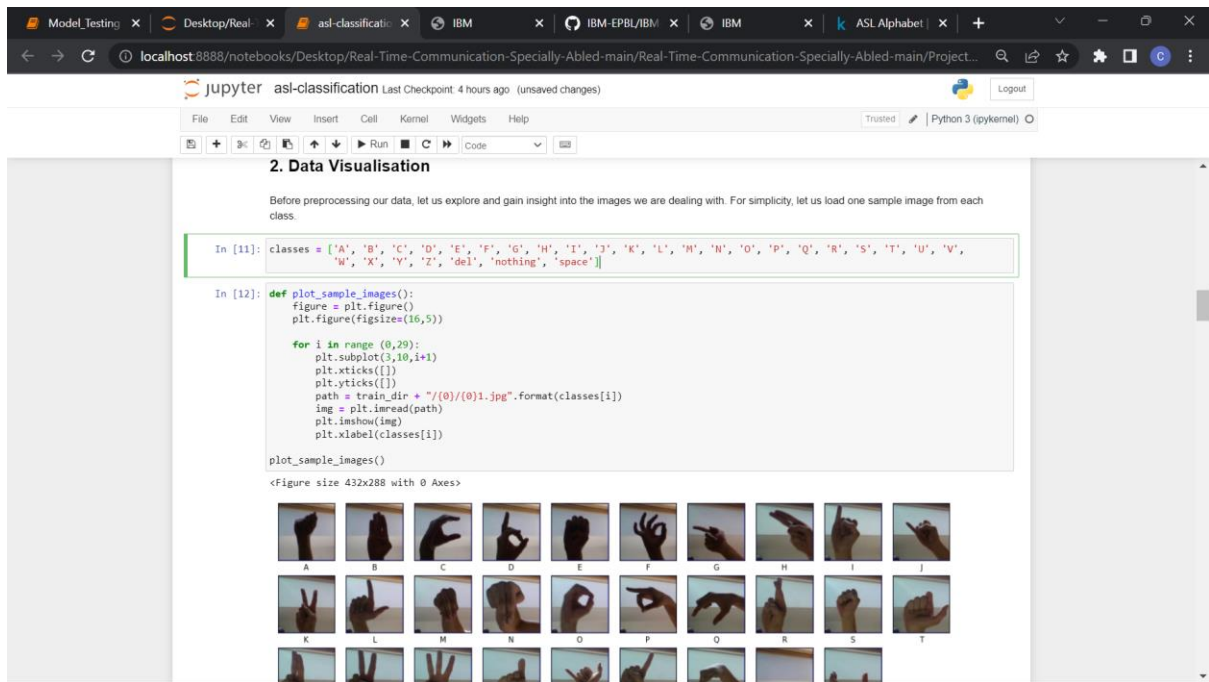 Model_Testing
Desktop/Real-T
asl-classificatio
IBM
IBM-EPBL/IBM
IBM
ASL Alphabet |
localhost:8888/notebooks/Desktop/Real-Time-Communication-Specially-Abled-main/Real-Time-Communication-Specially-Abled-main/Project...
C
jupyter asl-classification Last Checkpoint: 4 hours ago (unsaved changes)
Logout
File Edit View Insert Cell Kernel Widgets Help
Trusted Python 3 (ipykernel)
Run Code
2. Data Visualisation
Before preprocessing our data, let us explore and gain insight into the images we are dealing with. For simplicity, let us load one sample image from each
class.
In [11]: classes = ['A', 'B', 'C', 'D', 'E', 'F', 'G', 'H', 'I', 'J', 'K', 'L', 'M', 'N', 'O', 'P', 'Q', 'R', 'S', 'T', 'U', 'V',
'W', 'X', 'Y', 'Z', 'del', 'nothing', 'space']
In [12]: def plot_sample_images():
figure = plt.figure()
plt.figure(figsize=(16,5))
for i in range (0,29):
plt.subplot(3,10,i+1)
plt.xticks([])
plt.yticks([])
path = train_dir + "/{0}/{0}1.jpg".format(classes[i])
img = plt.imread(path)
plt.imshow(img)
plt.xlabel(classes[i])
plot_sample_images()
<Figure size 432x288 with 0 Axes>
A B C D E F G H I J
K L M N O P Q R S T